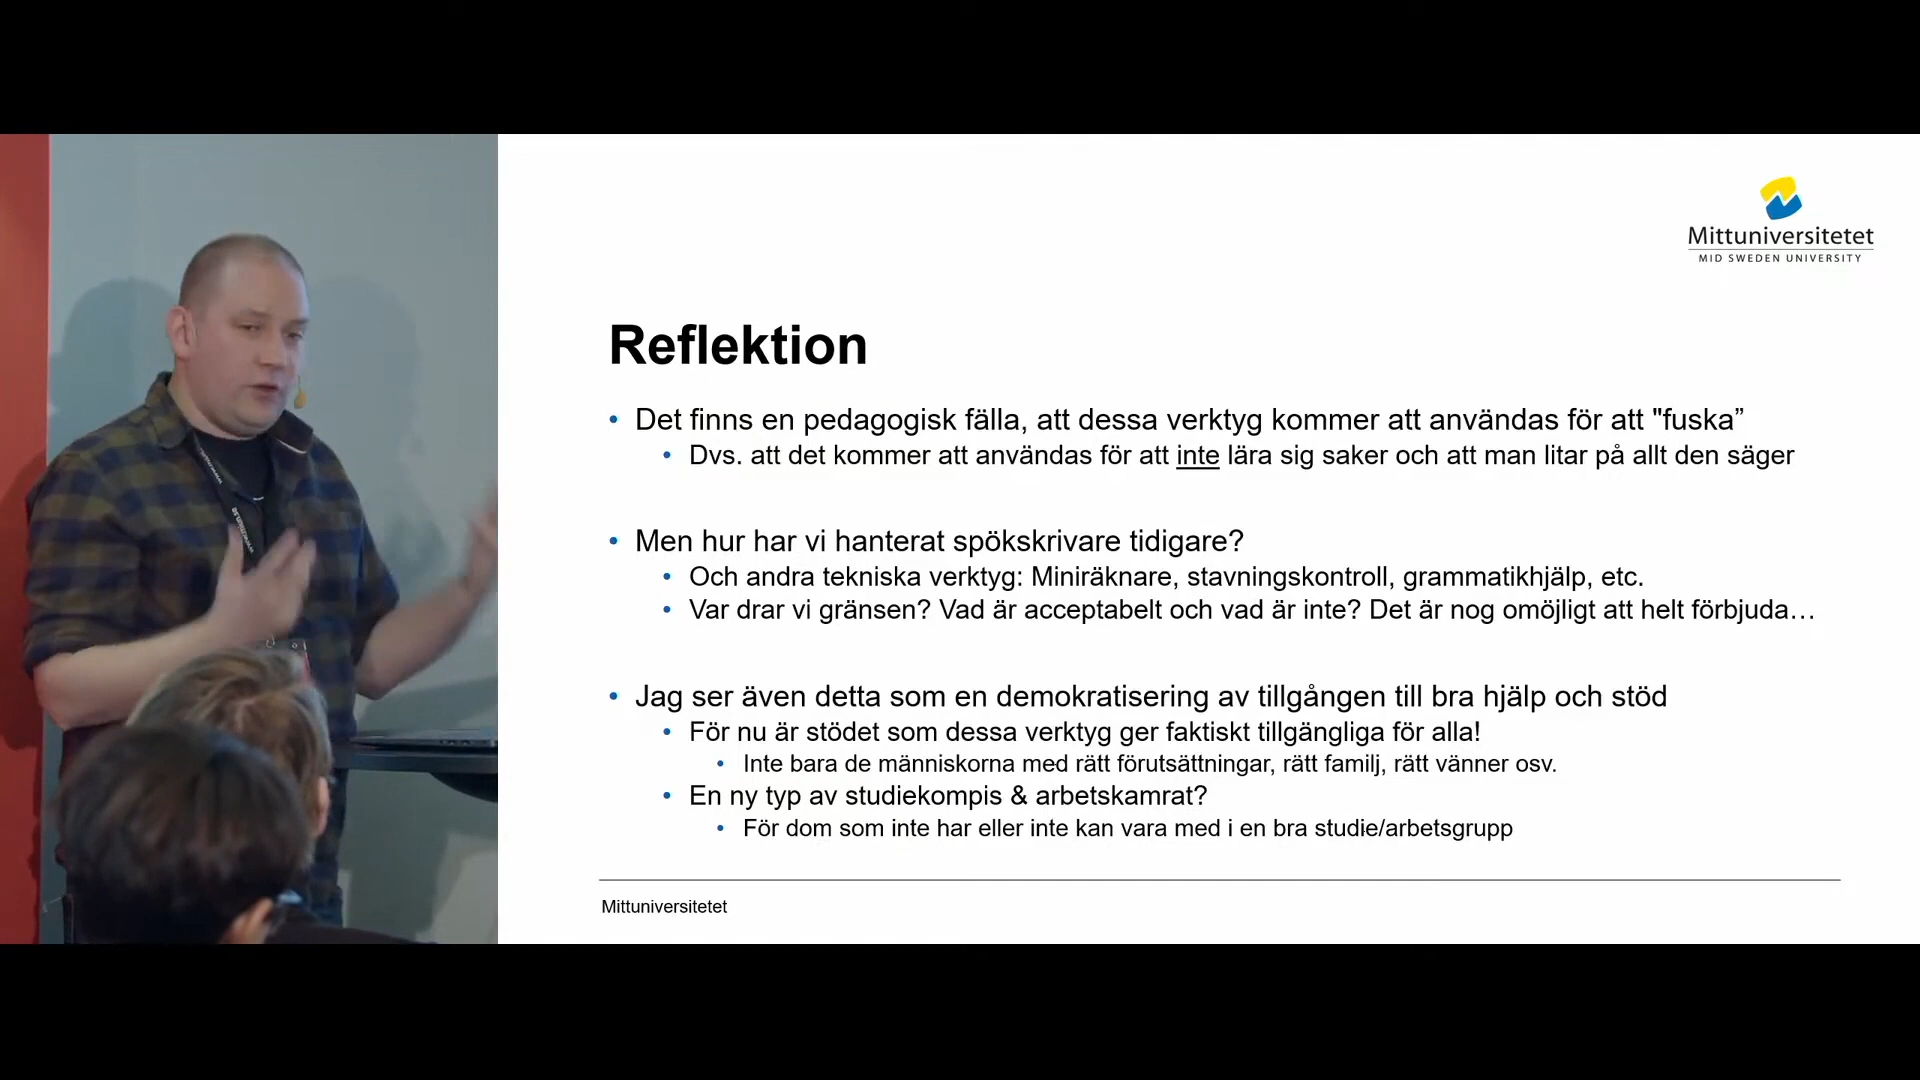 Mittuniversitetet
MID SWEDEN UNIVERSITY
Reflektion
• Det finns en pedagogisk fälla, att dessa verktyg kommer att användas för att "fuska”
• Dvs. att det kommer att användas för att inte lära sig saker och att man litar på allt den säger
• Men hur har vi hanterat spökskrivare tidigare?
• Och andra tekniska verktyg: Miniräknare, stavningskontroll, grammatikhjälp, etc.
• Var drar vi gränsen? Vad är acceptabelt och vad är inte? Det är nog omöjligt att helt förbjuda…
• Jag ser även detta som en demokratisering av tillgången till bra hjälp och stöd
• För nu är stödet som dessa verktyg ger faktiskt tillgängliga för alla!
• Inte bara de människorna med rätt förutsättningar, rätt familj, rätt vänner osv.
• En ny typ av studiekompis & arbetskamrat?
• För dom som inte har eller inte kan vara med i en bra studie/arbetsgrupp
Mittuniversitetet